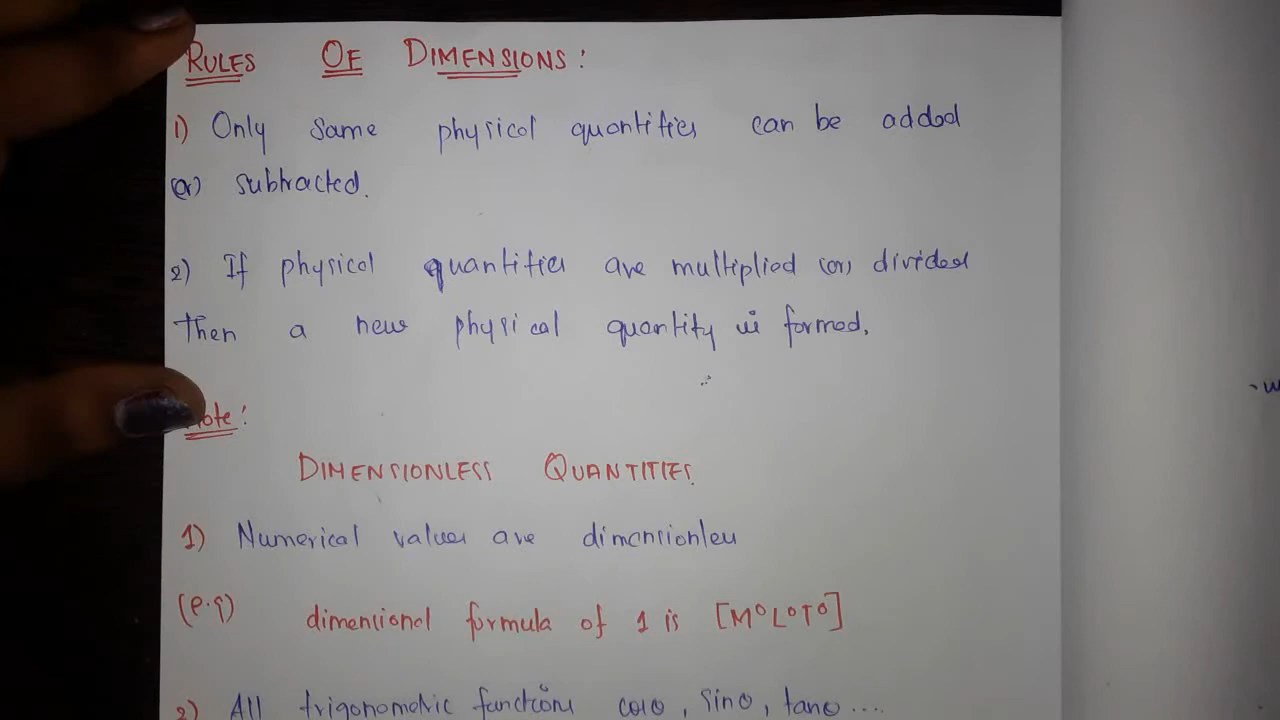 RULES OF DIMENSIONS:
1) Only same physical quantities can be added
(or) subtracted.
2) If physical quantities are multiplied (or) divided
then a new physical quantity is formed.
Note:
DIMENSIONLESS QUANTITIES.
1) Numerical values are dimensionless
(e.g) dimensional formula of 1 is [M⁰L⁰T⁰]
2) All trigonometric functions cosθ, sinθ, tanθ ....